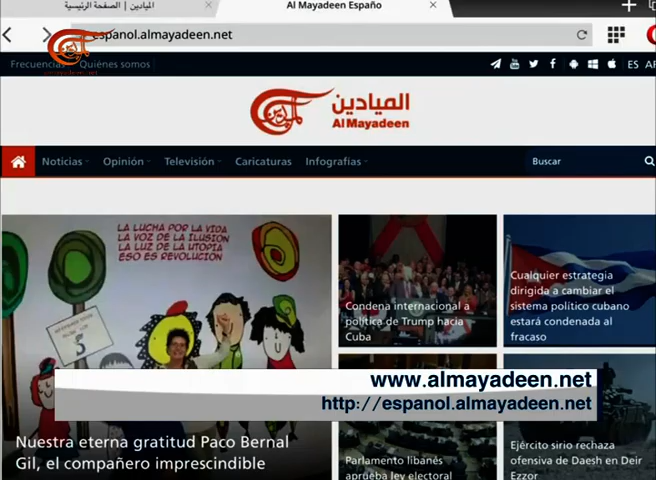 الميادين | الصفحة الرئيسية
Al Mayadeen Españo
espanol.almayadeen.net
Frecuencias Quiénes somos
ES
الميادين
Al Mayadeen
Noticias Opinión Televisión Caricaturas Infografías Buscar
LA LUCHA POR LA VIDA
LA VOZ DE LA ILUSIÓN
LA LUZ DE LA UTOPIA
ESO ES REVOLUCIÓN
Condena internacional a
política de Trump hacia
Cuba
Cualquier estrategia
dirigida a cambiar el
sistema político cubano
estará condenada al
fracaso
www.almayadeen.net
http://espanol.almayadeen.net
Nuestra eterna gratitud Paco Bernal
Gil, el compañero imprescindible
Parlamento libanés
aprueba ley electoral
Ejército sirio rechaza
ofensiva de Daesh en Deir
Ezzor